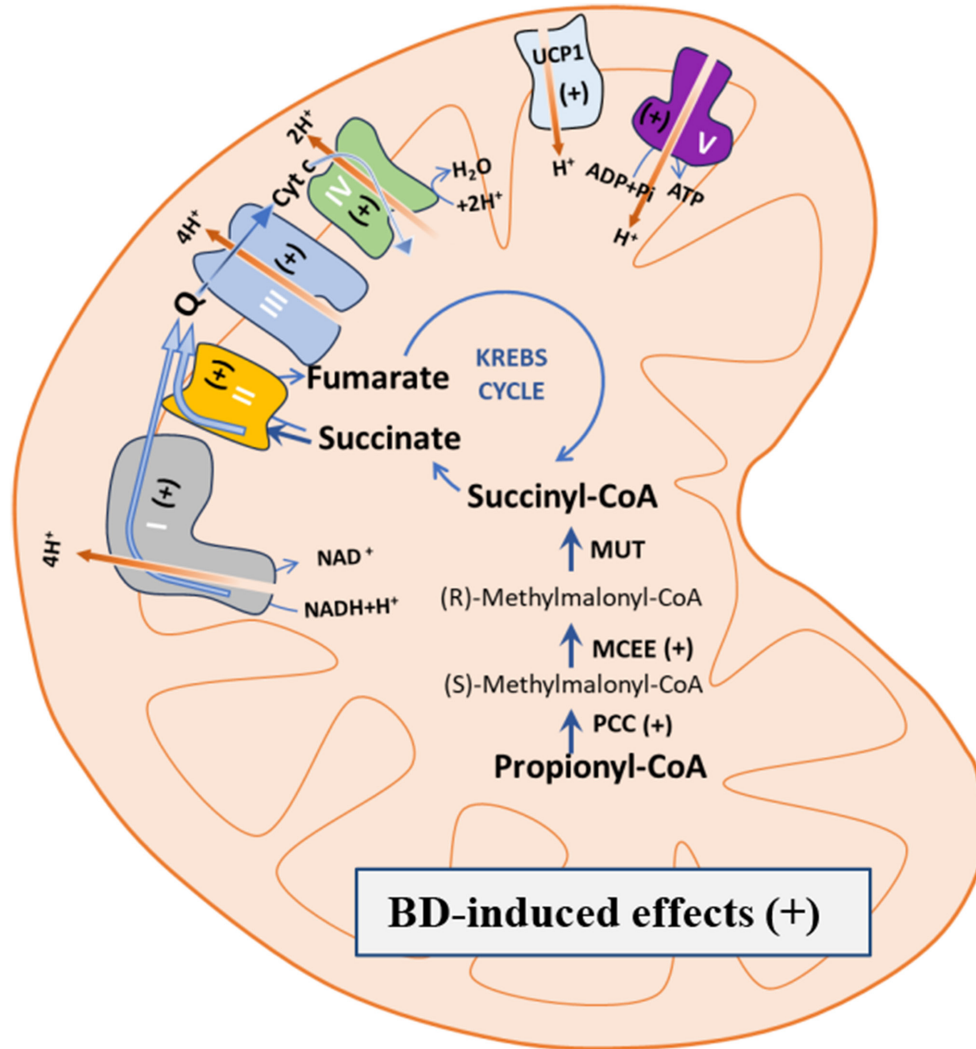 UCP1
(+)
H⁺
(+)
V
ADP+Pi
ATP
H⁺
2H⁺
Cyt c
IV
(+)
H₂O
+2H⁺
4H⁺
(+)
III
Q
(+)
II
Fumarate
Succinate
KREBS
CYCLE
Succinyl-CoA
I (+)
4H⁺
NAD⁺
NADH+H⁺
MUT
(R)-Methylmalonyl-CoA
MCEE (+)
(S)-Methylmalonyl-CoA
PCC (+)
Propionyl-CoA
BD-induced effects (+)